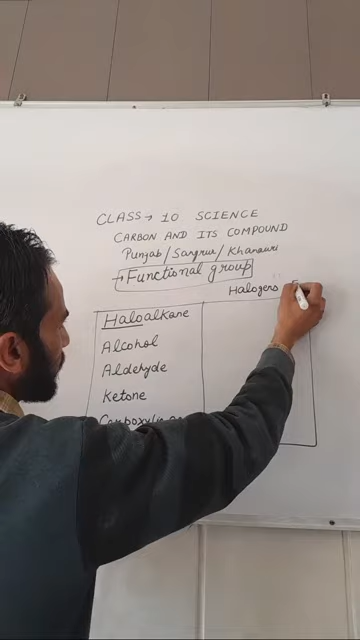 CLASS → 10 SCIENCE
CARBON AND ITS COMPOUND
Punjab/Sangrur/Khanauri
→ Functional group
Halogens
Haloalkane
Alcohol
Aldehyde
Ketone